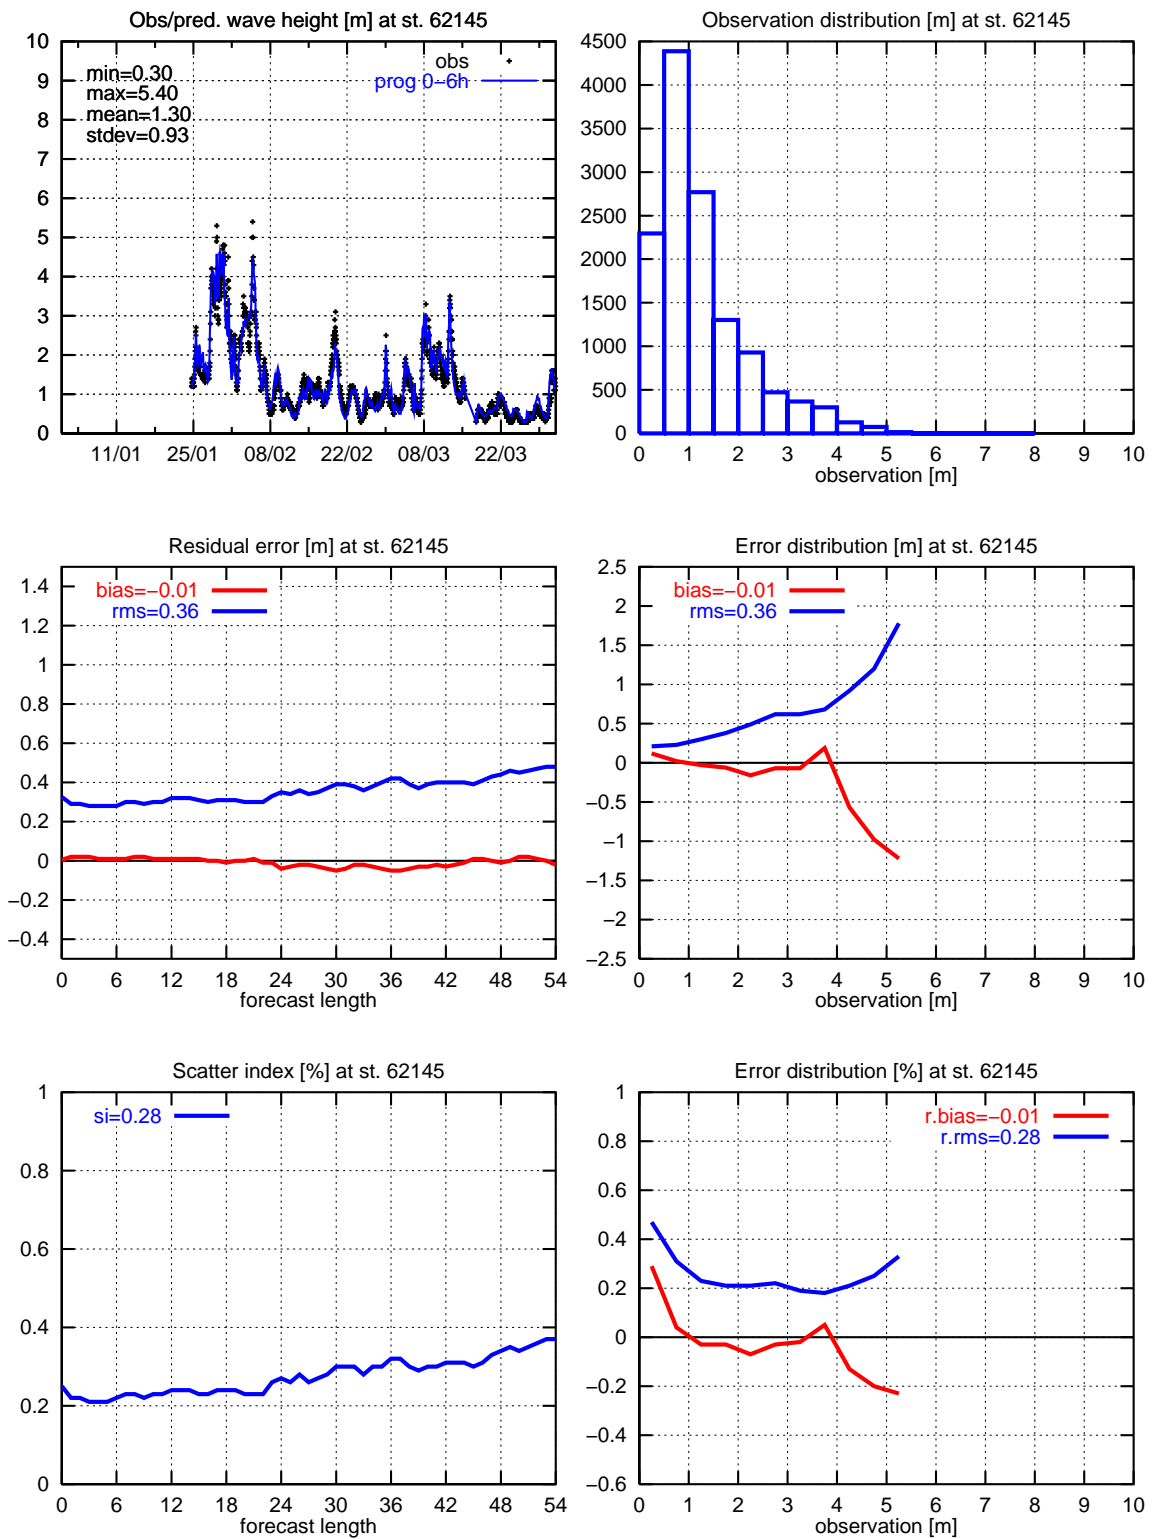 Obs/pred. wave height [m] at st. 62145
10
9
8
7
6
5
4
3
2
1
0
min=0.30
max=5.40
mean=1.30
stdev=0.93
obs
prog 0−6h
11/01 25/01 08/02 22/02 08/03 22/03
Observation distribution [m] at st. 62145
4500
4000
3500
3000
2500
2000
1500
1000
500
0
0 1 2 3 4 5 6 7 8 9 10
observation [m]
Residual error [m] at st. 62145
bias=−0.01
rms=0.36
1.4
1.2
1
0.8
0.6
0.4
0.2
0
−0.2
−0.4
0 6 12 18 24 30 36 42 48 54
forecast length
Error distribution [m] at st. 62145
bias=−0.01
rms=0.36
2.5
2
1.5
1
0.5
0
−0.5
−1
−1.5
−2
−2.5
0 1 2 3 4 5 6 7 8 9 10
observation [m]
Scatter index [%] at st. 62145
si=0.28
1
0.8
0.6
0.4
0.2
0
0 6 12 18 24 30 36 42 48 54
forecast length
Error distribution [%] at st. 62145
r.bias=−0.01
r.rms=0.28
1
0.8
0.6
0.4
0.2
0
−0.2
−0.4
−0.6
0 1 2 3 4 5 6 7 8 9 10
observation [m]